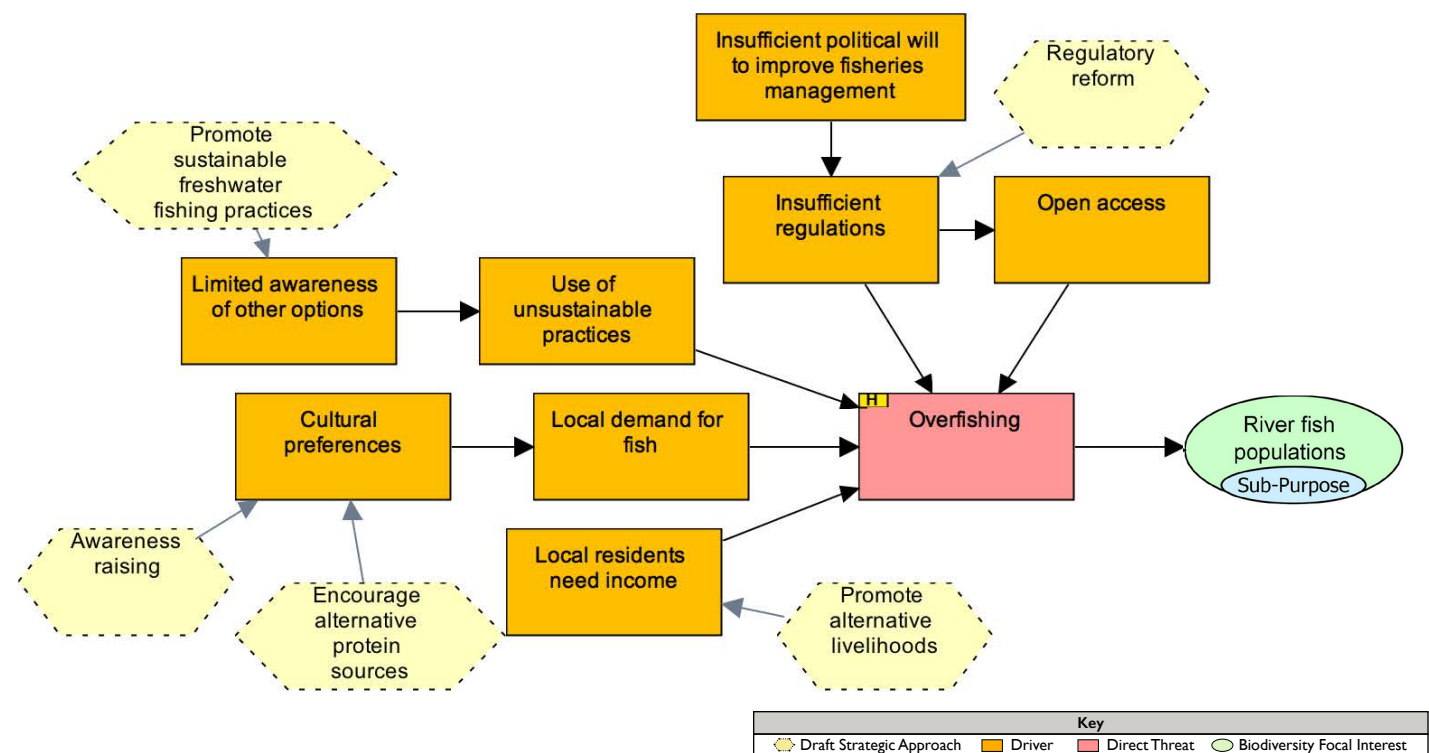 Insufficient political will
to improve fisheries
management
Regulatory
reform
Promote
sustainable
freshwater
fishing practices
Insufficient
regulations
Open access
Limited awareness
of other options
Use of
unsustainable
practices
Cultural
preferences
Local demand for
fish
H
Overfishing
River fish
populations
Sub-Purpose
Awareness
raising
Encourage
alternative
protein
sources
Local residents
need income
Promote
alternative
livelihoods
Key
Draft Strategic Approach
Driver
Direct Threat
Biodiversity Focal Interest